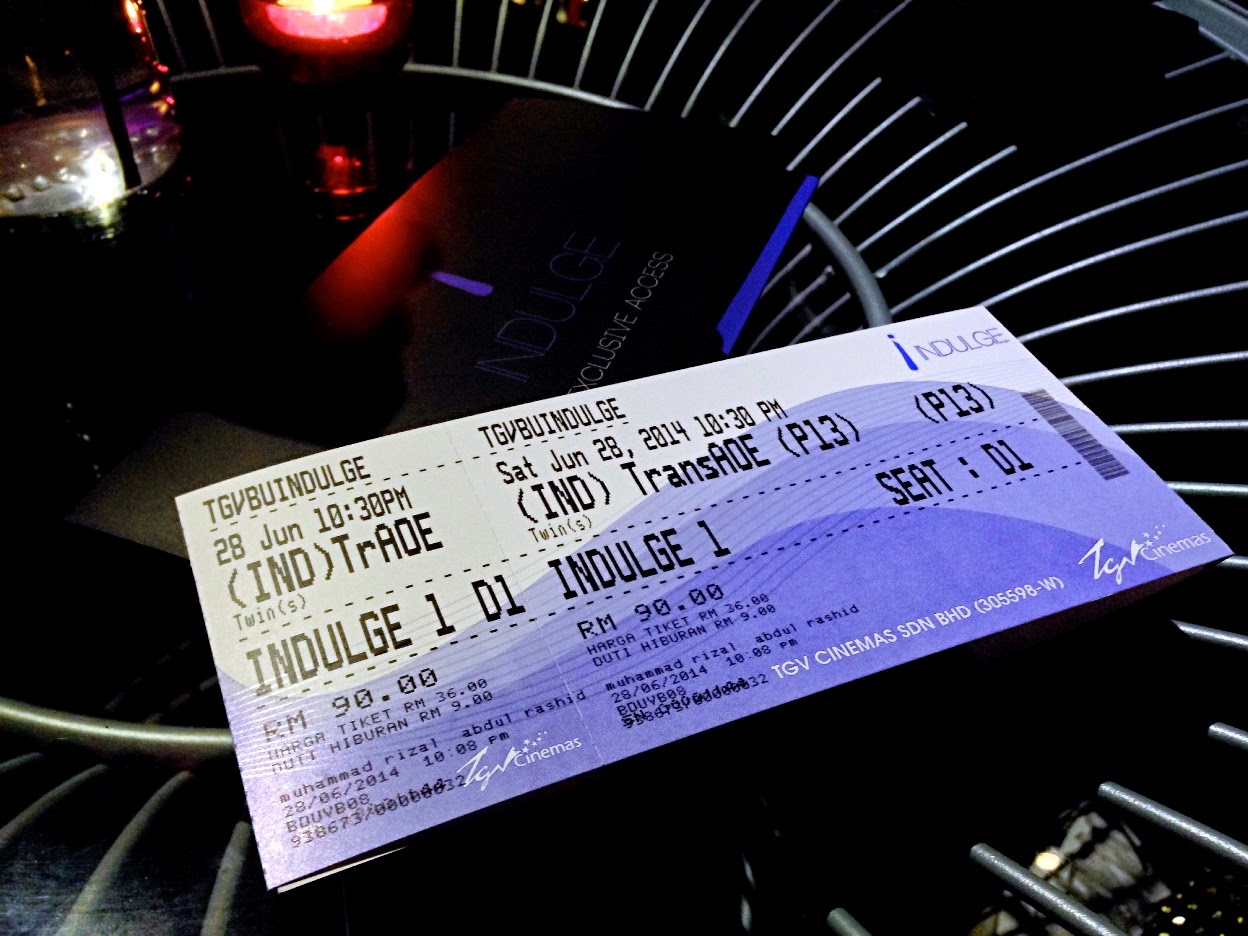 INDULGE
EXCLUSIVE ACCESS
INDULGE
TGVBUINDULGE
28 Jun 10:30PM
(IND)TrAOE
Twin(s)
INDULGE 1 D1
RM 90.00
HARGA TIKET RM 36.00
DUTI HIBURAN RM 9.00
muhammad rizal abdul rashid
28/06/2014 10:08 pm
BDUVB08
938673/00000032
TGV Cinemas
TGVBUINDULGE
Sat Jun 28, 2014 10:30 PM
(IND) TransAOE (P13) (P13)
Twin(s)
INDULGE 1 SEAT : D1
RM 90.00
HARGA TIKET RM 36.00
DUTI HIBURAN RM 9.00
muhammad rizal abdul rashid
28/06/2014 10:08 pm
BDUVB08
TGV CINEMAS SDN BHD (305598-W)
TGV Cinemas